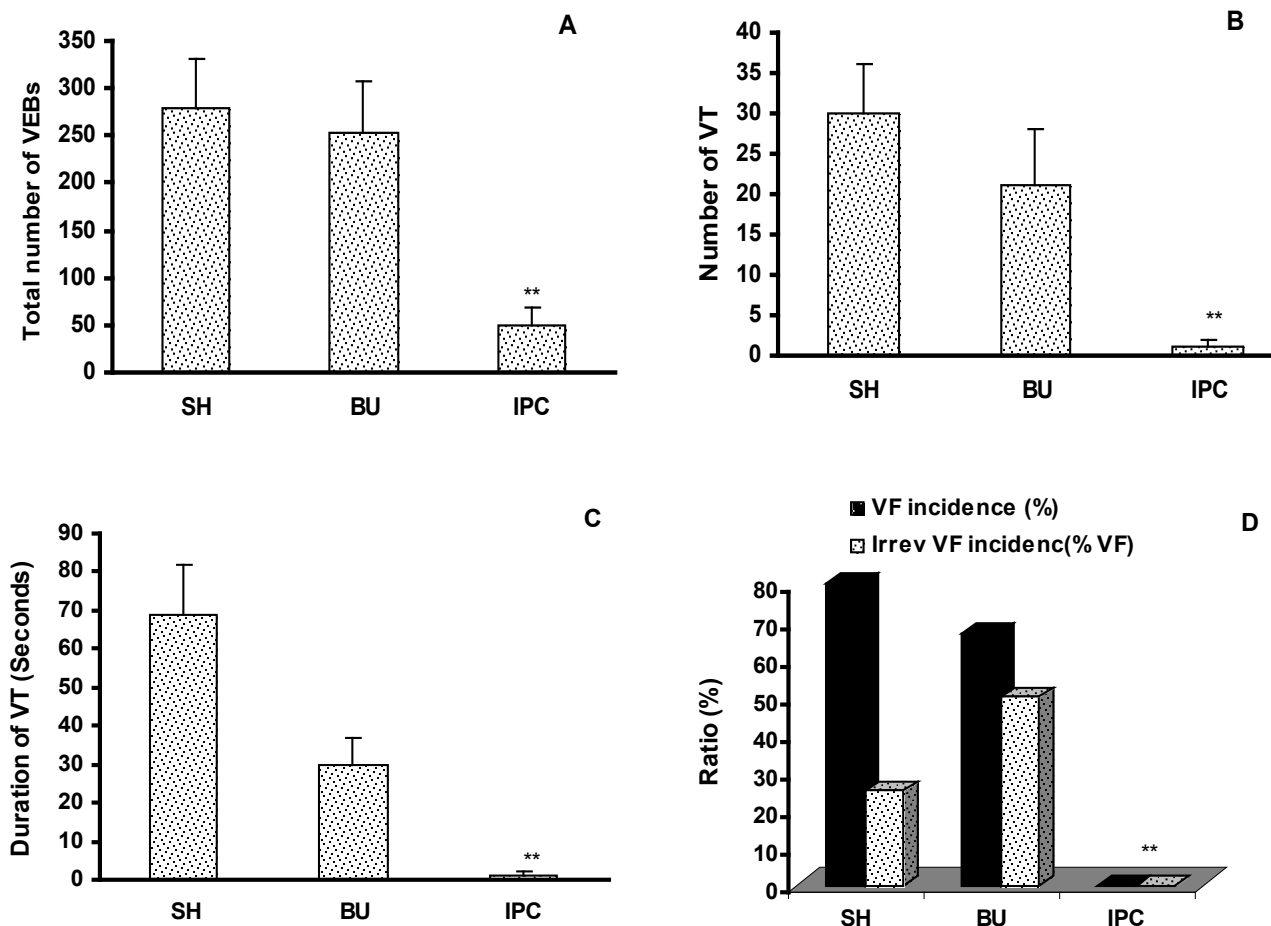 A
Total number of VEBs
350
300
250
200
150
100
50
0
**
SH BU IPC
B
Number of VT
40
35
30
25
20
15
10
5
0
**
SH BU IPC
C
Duration of VT (Seconds)
90
80
70
60
50
40
30
20
10
0
**
SH BU IPC
VF incidence (%)
Irrev VF incidenc(% VF)
D
Ratio (%)
80
70
60
50
40
30
20
10
0
**
SH BU IPC